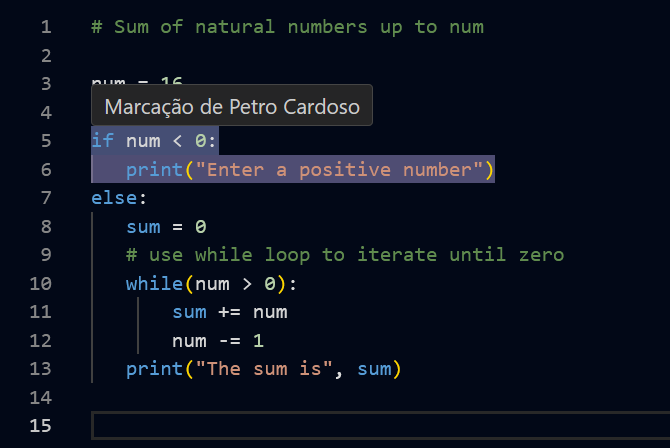 1 # Sum of natural numbers up to num
2
3 num = 16
4 Marcação de Petro Cardoso
5 if num < 0:
6    print("Enter a positive number")
7 else:
8    sum = 0
9    # use while loop to iterate until zero
10    while(num > 0):
11        sum += num
12        num -= 1
13    print("The sum is", sum)
14
15